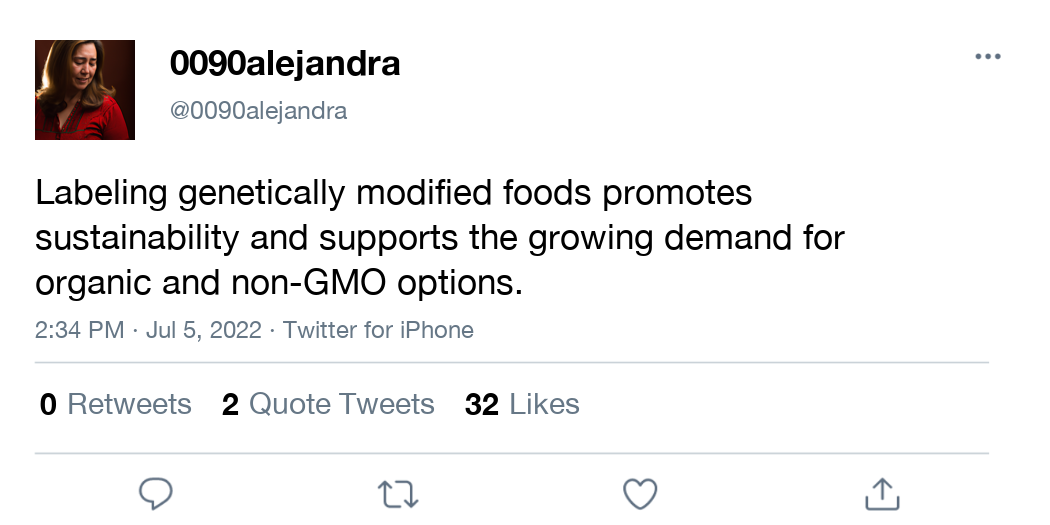 0090alejandra
@0090alejandra
Labeling genetically modified foods promotes
sustainability and supports the growing demand for
organic and non-GMO options.
2:34 PM · Jul 5, 2022 · Twitter for iPhone
0 Retweets 2 Quote Tweets 32 Likes